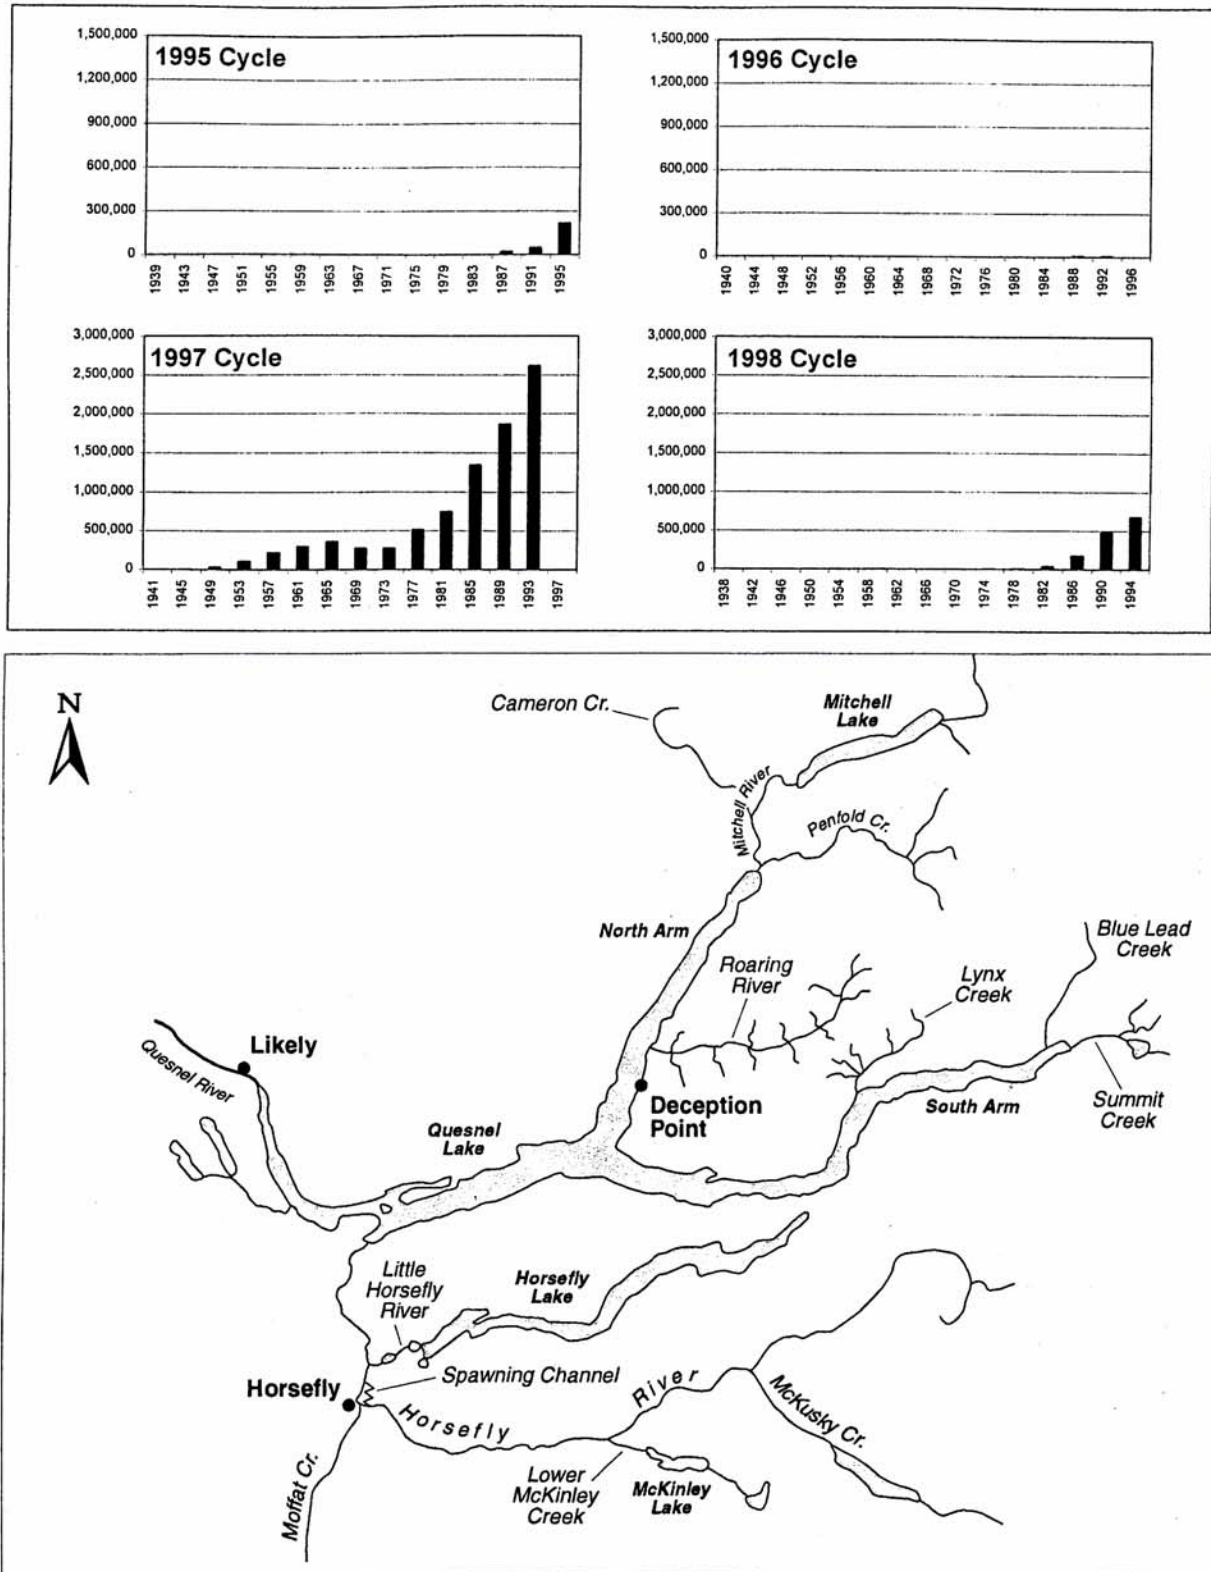 1995 Cycle
1,500,000
1,200,000
900,000
600,000
300,000
0
1939
1943
1947
1951
1955
1959
1963
1967
1971
1975
1979
1983
1987
1991
1995
1996 Cycle
1,500,000
1,200,000
900,000
600,000
300,000
0
1940
1944
1948
1952
1956
1960
1964
1968
1972
1976
1980
1984
1988
1992
1996
1997 Cycle
3,000,000
2,500,000
2,000,000
1,500,000
1,000,000
500,000
0
1941
1945
1949
1953
1957
1961
1965
1969
1973
1977
1981
1985
1989
1993
1997
1998 Cycle
3,000,000
2,500,000
2,000,000
1,500,000
1,000,000
500,000
0
1938
1942
1946
1950
1954
1958
1962
1966
1970
1974
1978
1982
1986
1990
1994
N
Cameron Cr.
Mitchell
Lake
Mitchell River
Penfold Cr.
North Arm
Roaring
River
Lynx
Creek
Blue Lead
Creek
Likely
Quesnel River
Deception
Point
South Arm
Summit
Creek
Quesnel
Lake
Little
Horsefly
River
Horsefly
Lake
Spawning Channel
Horsefly
Horsefly River
McKusky Cr.
Moffat Cr.
Lower
McKinley
Creek
McKinley
Lake